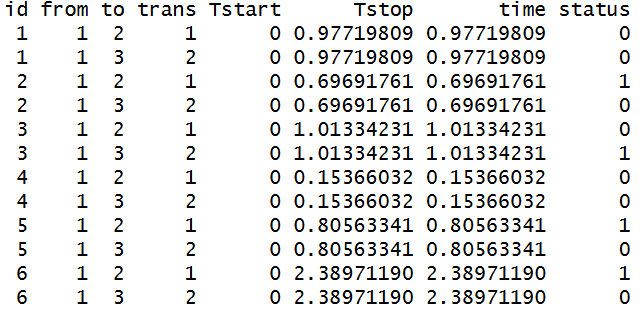 id from to trans Tstart Tstop time status
1 1 2 1 0 0.97719809 0.97719809 0
1 1 3 2 0 0.97719809 0.97719809 0
2 1 2 1 0 0.69691761 0.69691761 1
2 1 3 2 0 0.69691761 0.69691761 0
3 1 2 1 0 1.01334231 1.01334231 0
3 1 3 2 0 1.01334231 1.01334231 1
4 1 2 1 0 0.15366032 0.15366032 0
4 1 3 2 0 0.15366032 0.15366032 0
5 1 2 1 0 0.80563341 0.80563341 1
5 1 3 2 0 0.80563341 0.80563341 0
6 1 2 1 0 2.38971190 2.38971190 1
6 1 3 2 0 2.38971190 2.38971190 0